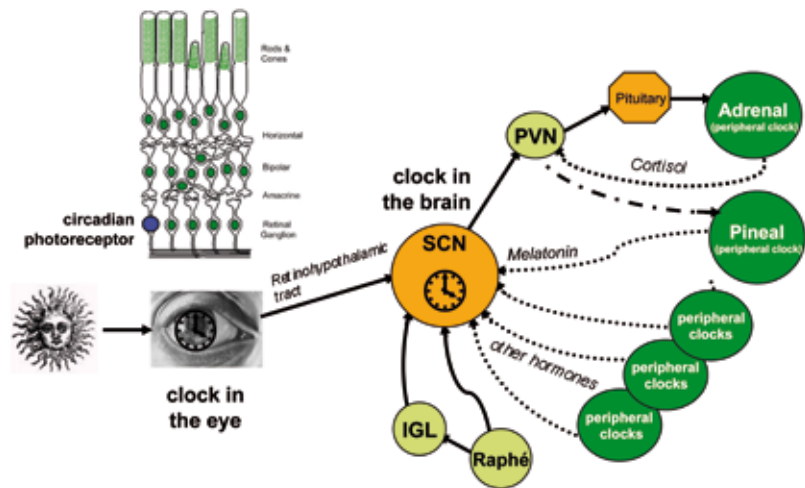 Rods &
Cones
Horizontal
Bipolar
Amacrine
Retinal
Ganglion
circadian
photoreceptor
clock in
the eye
Retinohypothalamic
tract
clock in
the brain
SCN
PVN
Pituitary
Adrenal
(peripheral clock)
Cortisol
Pineal
(peripheral clock)
Melatonin
other hormones
peripheral
clocks
peripheral
clocks
peripheral
clocks
IGL
Raphé